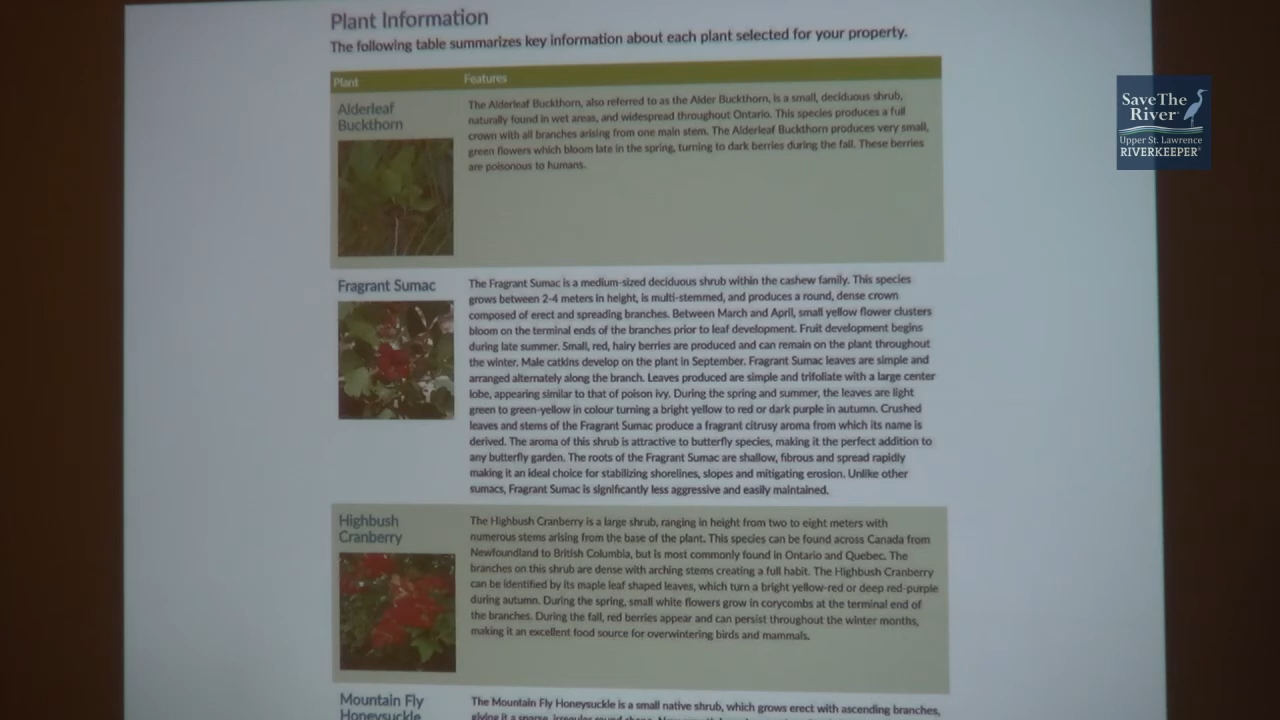 Plant Information
The following table summarizes key information about each plant selected for your property.
Plant Features
Alderleaf
Buckthorn
The Alderleaf Buckthorn, also referred to as the Alder Buckthorn, is a small, deciduous shrub,
naturally found in wet areas, and widespread throughout Ontario. This species produces a full
crown with all branches arising from one main stem. The Alderleaf Buckthorn produces very small,
green flowers which bloom late in the spring, turning to dark berries during the fall. These berries
are poisonous to humans.
Fragrant Sumac
The Fragrant Sumac is a medium-sized deciduous shrub within the cashew family. This species
grows between 2-4 meters in height, is multi-stemmed, and produces a round, dense crown
composed of erect and spreading branches. Between March and April, small yellow flower clusters
bloom on the terminal ends of the branches prior to leaf development. Fruit development begins
during late summer. Small, red, hairy berries are produced and can remain on the plant throughout
the winter. Male catkins develop on the plant in September. Fragrant Sumac leaves are simple and
arranged alternately along the branch. Leaves produced are simple and trifoliate with a large center
lobe, appearing similar to that of poison ivy. During the spring and summer, the leaves are light
green to green-yellow in colour turning a bright yellow to red or dark purple in autumn. Crushed
leaves and stems of the Fragrant Sumac produce a fragrant citrusy aroma from which its name is
derived. The aroma of this shrub is attractive to butterfly species, making it the perfect addition to
any butterfly garden. The roots of the Fragrant Sumac are shallow, fibrous and spread rapidly
making it an ideal choice for stabilizing shorelines, slopes and mitigating erosion. Unlike other
sumacs, Fragrant Sumac is significantly less aggressive and easily maintained.
Highbush
Cranberry
The Highbush Cranberry is a large shrub, ranging in height from two to eight meters with
numerous stems arising from the base of the plant. This species can be found across Canada from
Newfoundland to British Columbia, but is most commonly found in Ontario and Quebec. The
branches on this shrub are dense with arching stems creating a full habit. The Highbush Cranberry
can be identified by its maple leaf shaped leaves, which turn a bright yellow-red or deep red-purple
during autumn. During the spring, small white flowers grow in corycombs at the terminal end of
the branches. During the fall, red berries appear and can persist throughout the winter months,
making it an excellent food source for overwintering birds and mammals.
Mountain Fly
Honeysuckle
The Mountain Fly Honeysuckle is a small native shrub, which grows erect with ascending branches,
giving it a sparse, irregular round shape.
Save The
River
Upper St. Lawrence
RIVERKEEPER®